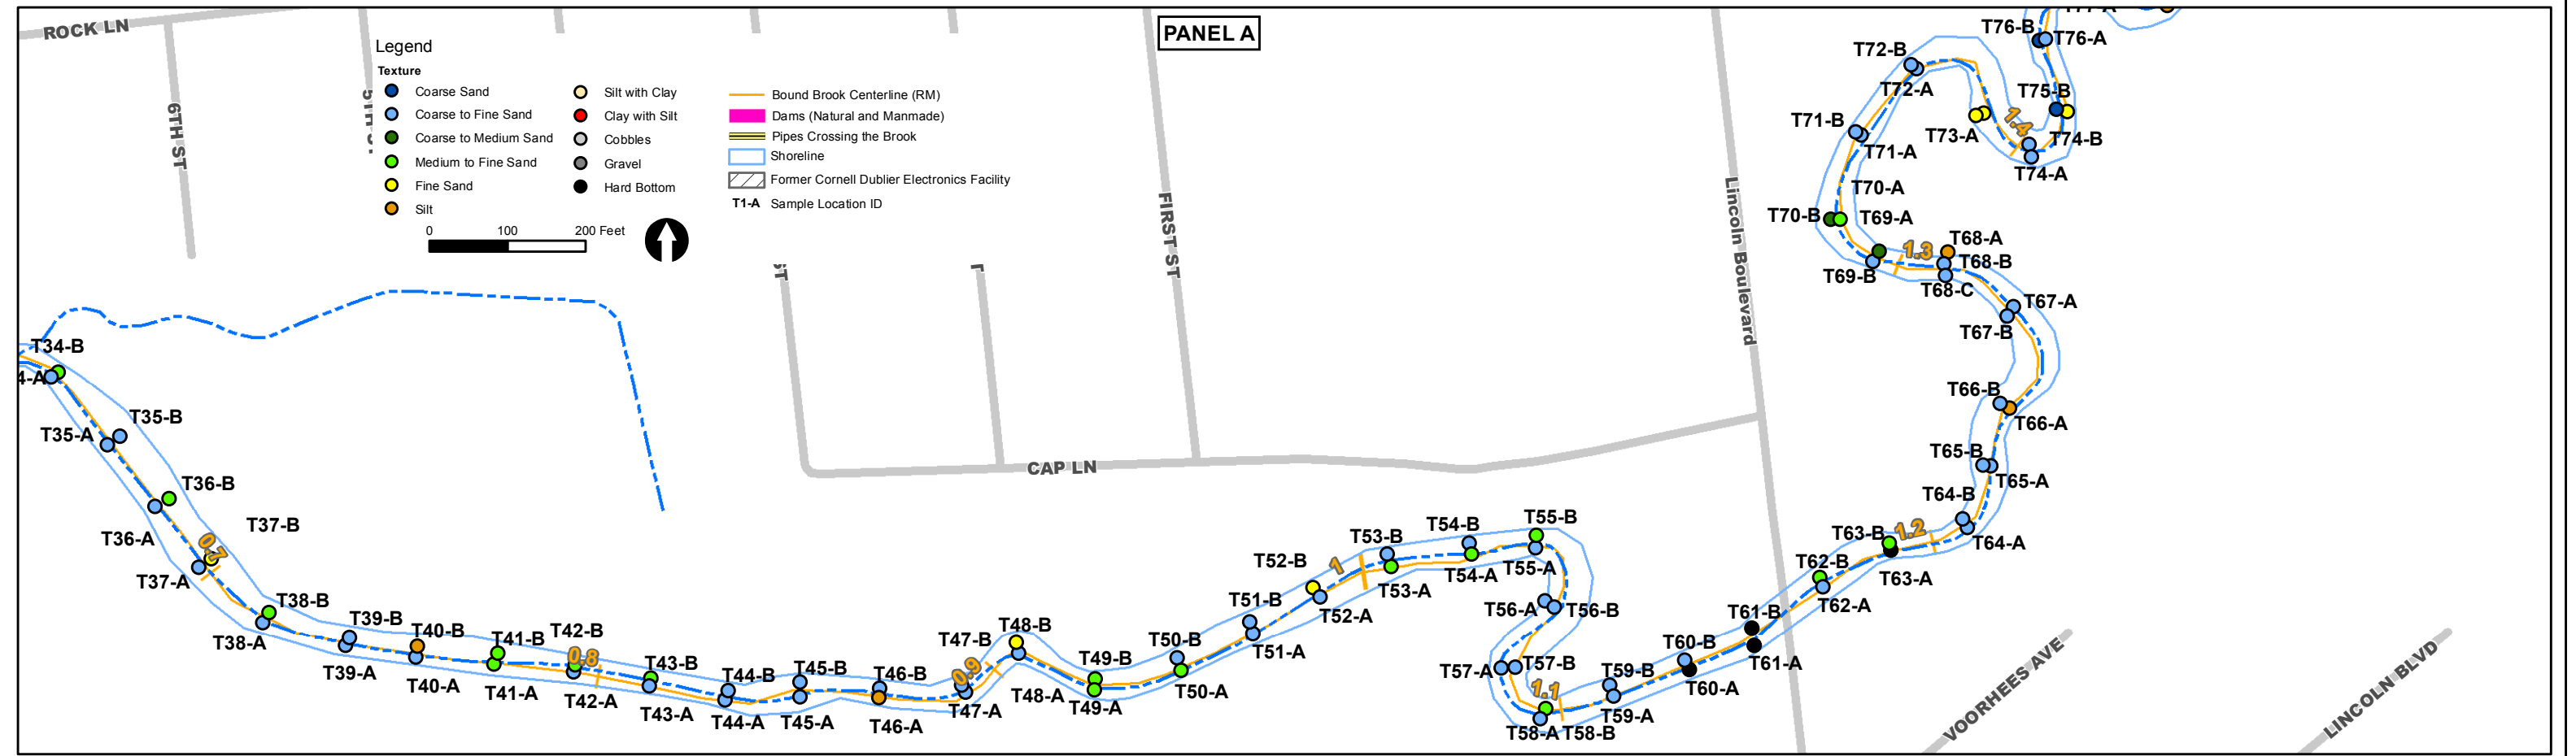 PANEL A
ROCK LN
6TH ST
FIRST ST
Lincoln Boulevard
CAP LN
VOORHEES AVE
LINCOLN BLVD
Legend
Texture
Coarse Sand
Coarse to Fine Sand
Coarse to Medium Sand
Medium to Fine Sand
Fine Sand
Silt
Silt with Clay
Clay with Silt
Cobbles
Gravel
Hard Bottom
Bound Brook Centerline (RM)
Dams (Natural and Manmade)
Pipes Crossing the Brook
Shoreline
Former Cornell Dublier Electronics Facility
T1-A Sample Location ID
0 100 200 Feet
T34-B
4-A
T35-B
T35-A
T36-B
T36-A
T37-B
0.7
T37-A
T38-B
T38-A
T39-B
T39-A
T40-B
T40-A
T41-B
T41-A
T42-B
0.8
T42-A
T43-B
T43-A
T44-B
T44-A
T45-B
T45-A
T46-B
T46-A
T47-B
0.9
T47-A
T48-B
T48-A
T49-B
T49-A
T50-B
T50-A
T51-B
T51-A
T52-B
1
T52-A
T53-B
T53-A
T54-B
T54-A
T55-B
T55-A
T56-A
T56-B
T57-A
T57-B
1.1
T58-A
T58-B
T59-B
T59-A
T60-B
T60-A
T61-B
T61-A
T62-B
T62-A
T63-B
1.2
T63-A
T64-B
T64-A
T65-B
T65-A
T66-B
T66-A
T67-A
T67-B
T68-A
T68-B
T68-C
1.3
T69-A
T69-B
T70-A
T70-B
T71-B
T71-A
T72-B
T72-A
T73-A
1.4
T74-B
T74-A
T75-B
T76-B
T76-A